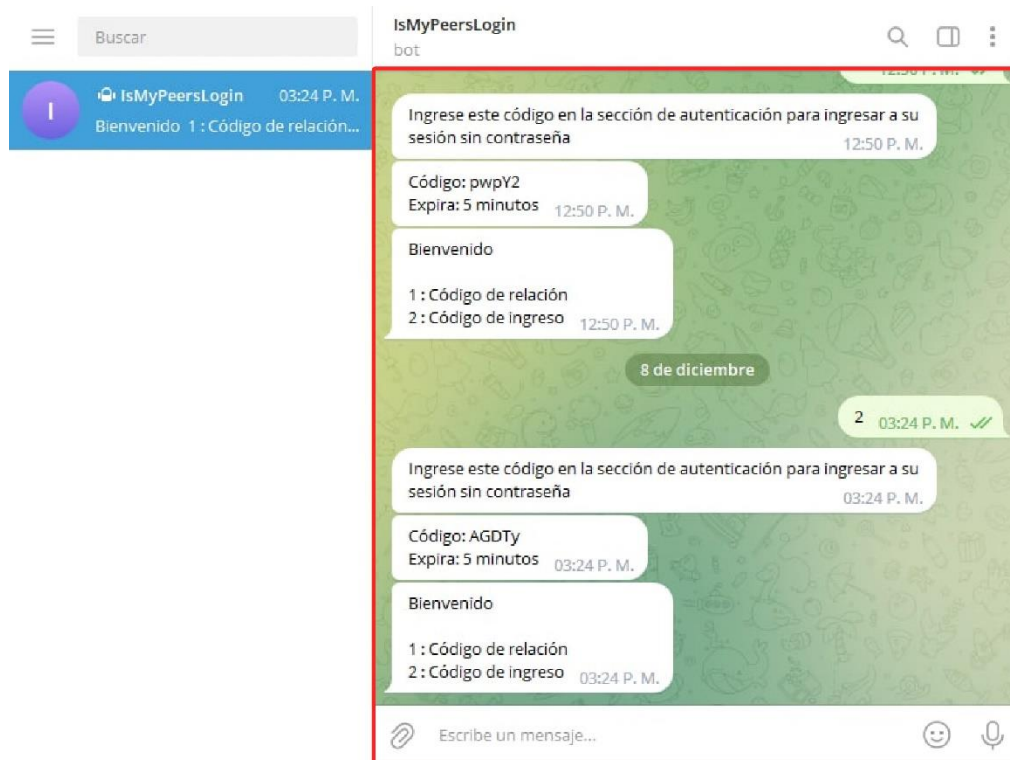 Buscar
IsMyPeersLogin 03:24 P. M.
Bienvenido 1 : Código de relación...
IsMyPeersLogin
bot
Ingrese este código en la sección de autenticación para ingresar a su
sesión sin contraseña
12:50 P. M.
Código: pwpY2
Expira: 5 minutos 12:50 P. M.
Bienvenido
1 : Código de relación
2 : Código de ingreso 12:50 P. M.
8 de diciembre
2 03:24 P. M.
Ingrese este código en la sección de autenticación para ingresar a su
sesión sin contraseña
03:24 P. M.
Código: AGDTy
Expira: 5 minutos 03:24 P. M.
Bienvenido
1 : Código de relación
2 : Código de ingreso 03:24 P. M.
Escribe un mensaje...